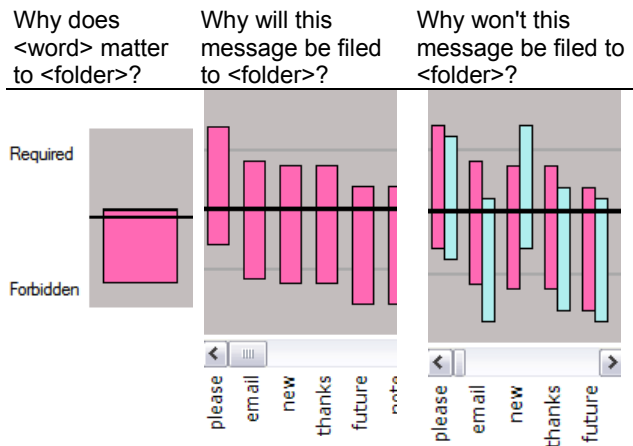 Why does
<word> matter
to <folder>?
Why will this
message be filed
to <folder>?
Why won't this
message be filed to
<folder>?
Required
Forbidden
please
email
new
thanks
future
please
email
new
thanks
future